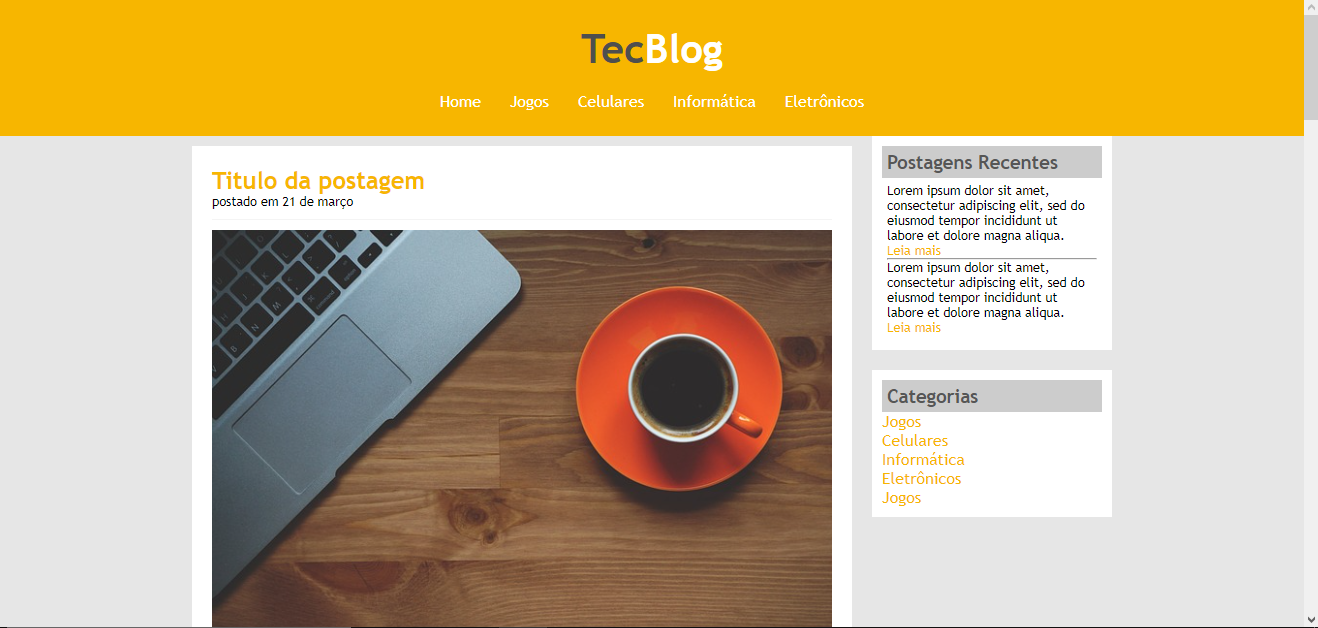 TecBlog
Home Jogos Celulares Informática Eletrônicos
Titulo da postagem
postado em 21 de março
Postagens Recentes
Lorem ipsum dolor sit amet,
consectetur adipiscing elit, sed do
eiusmod tempor incididunt ut
labore et dolore magna aliqua.
Leia mais
Lorem ipsum dolor sit amet,
consectetur adipiscing elit, sed do
eiusmod tempor incididunt ut
labore et dolore magna aliqua.
Leia mais
Categorias
Jogos
Celulares
Informática
Eletrônicos
Jogos